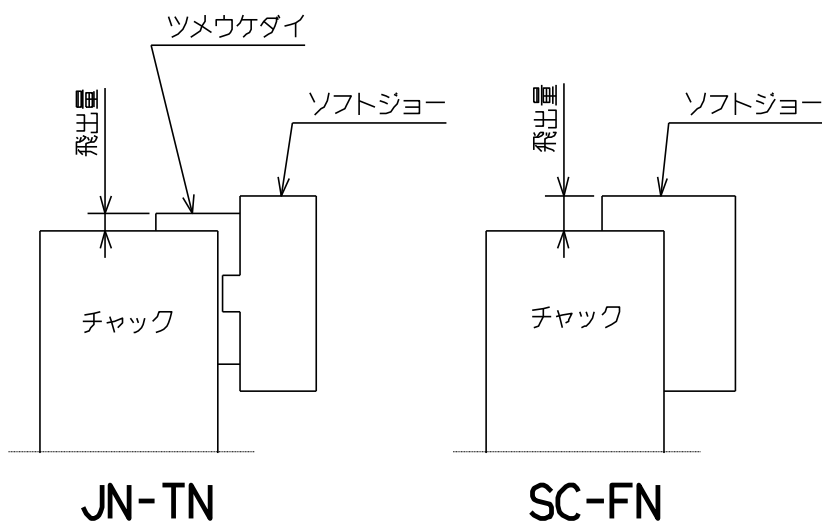 ツメウケダイ
飛出量
ソフトジョー
チャック
JN-TN
飛出量
ソフトジョー
チャック
SC-FN